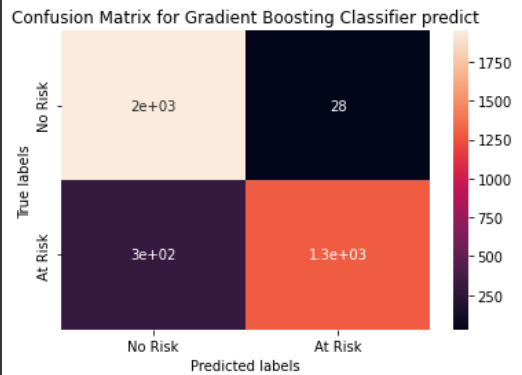 Confusion Matrix for Gradient Boosting Classifier predict
No Risk
At Risk
True labels
2e+03
28
3e+02
1.3e+03
No Risk
At Risk
Predicted labels
1750
1500
1250
1000
750
500
250